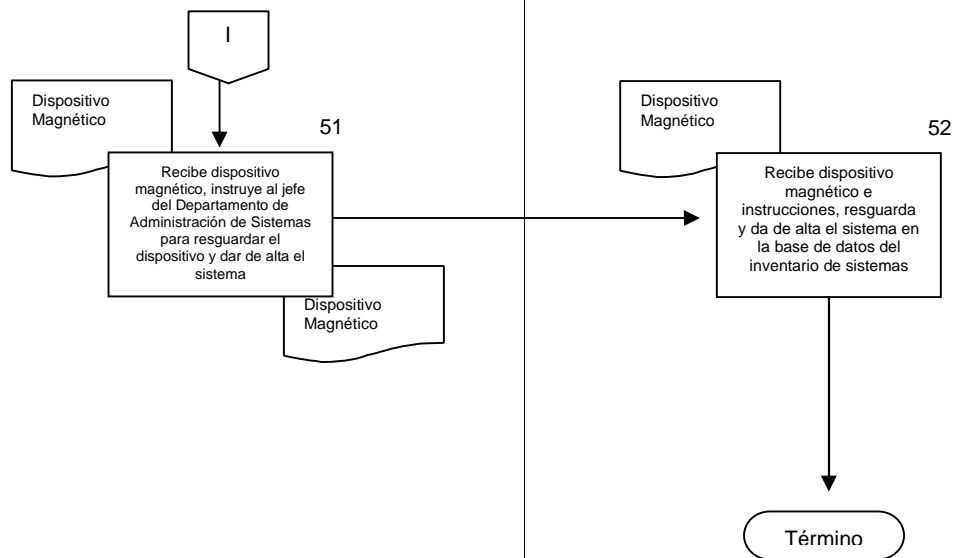 I
Dispositivo
Magnético
51
Recibe dispositivo
magnético, instruye al jefe
del Departamento de
Administración de Sistemas
para resguardar el
dispositivo y dar de alta el
sistema
Dispositivo
Magnético
Dispositivo
Magnético
52
Recibe dispositivo
magnético e
instrucciones, resguarda
y da de alta el sistema en
la base de datos del
inventario de sistemas
Término